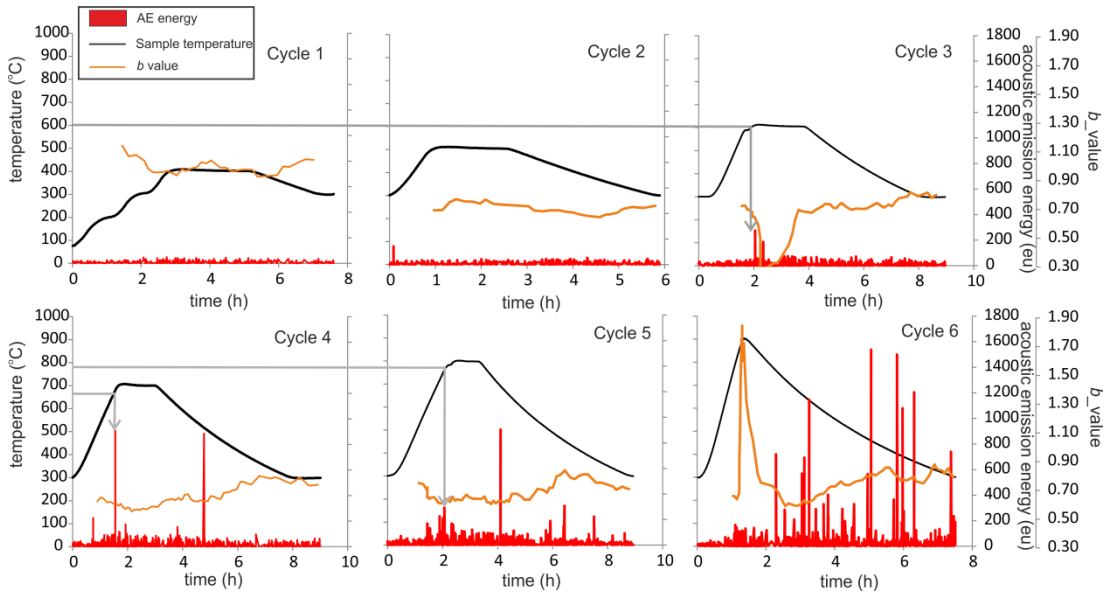 AE energy
Sample temperature
b value
Cycle 1
Cycle 2
Cycle 3
temperature (°C)
1000
900
800
700
600
500
400
300
200
100
0
0 2 4 6 8
time (h)
0 1 2 3 4 5 6
time (h)
0 2 4 6 8 10
time (h)
1800
1600
1400
1200
1000
800
600
400
200
0
acoustic emission energy (eu)
1.90
1.70
1.50
1.30
1.10
0.90
0.70
0.50
0.30
b_value
Cycle 4
Cycle 5
Cycle 6
temperature (°C)
1000
900
800
700
600
500
400
300
200
100
0
0 2 4 6 8 10
time (h)
0 2 4 6 8 10
time (h)
0 2 4 6 8
time (h)
1800
1600
1400
1200
1000
800
600
400
200
0
acoustic emission energy (eu)
1.90
1.70
1.50
1.30
1.10
0.90
0.70
0.50
0.30
b_value